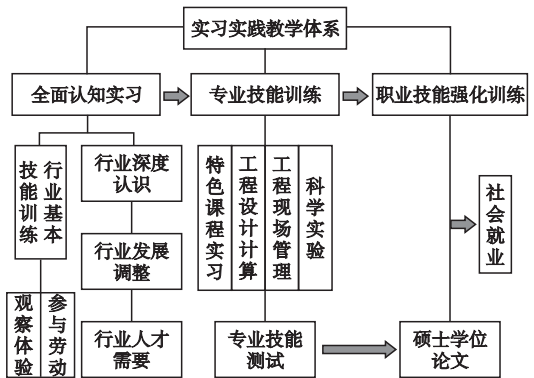 实习实践教学体系
全面认知实习
专业技能训练
职业技能强化训练
行业基本
技能训练
行业深度
认识
特色课程实习
工程设计计算
工程现场管理
科学实验
社会就业
行业发展
调整
观察体验
参与劳动
行业人才
需要
专业技能
测试
硕士学位
论文